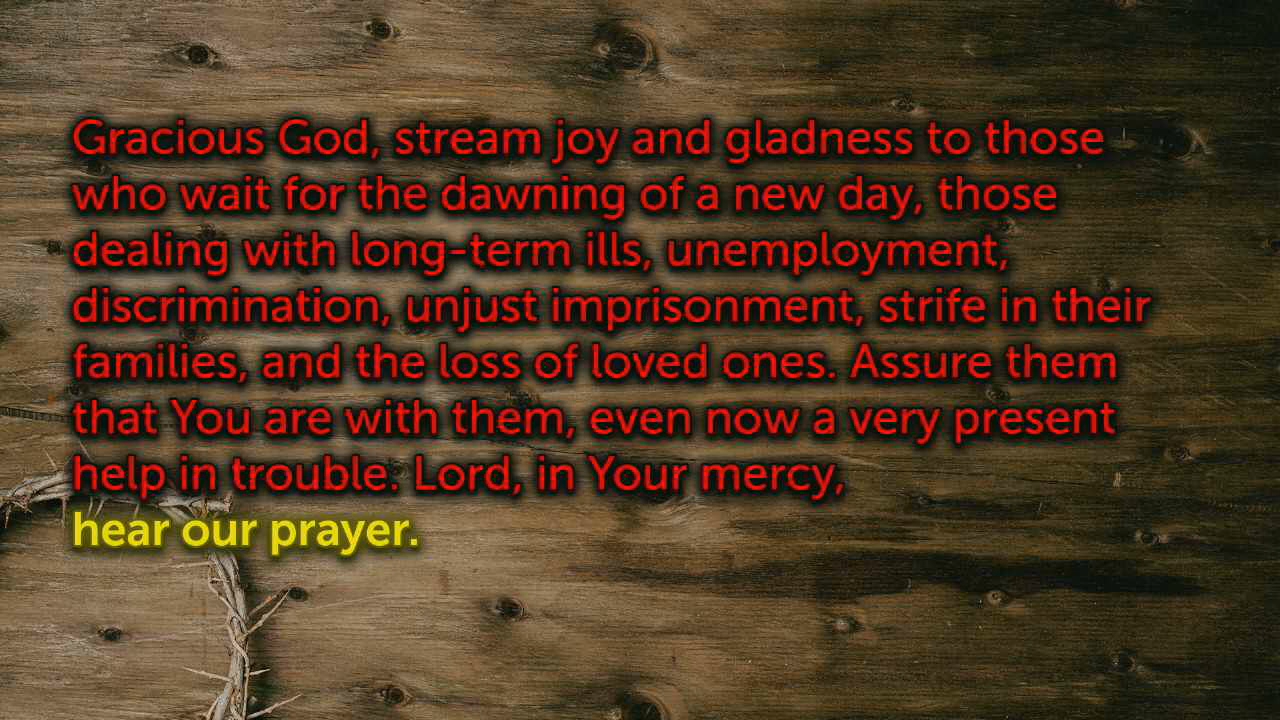 Gracious God, stream joy and gladness to those
who wait for the dawning of a new day, those
dealing with long-term ills, unemployment,
discrimination, unjust imprisonment, strife in their
families, and the loss of loved ones. Assure them
that You are with them, even now a very present
help in trouble. Lord, in Your mercy,
hear our prayer.